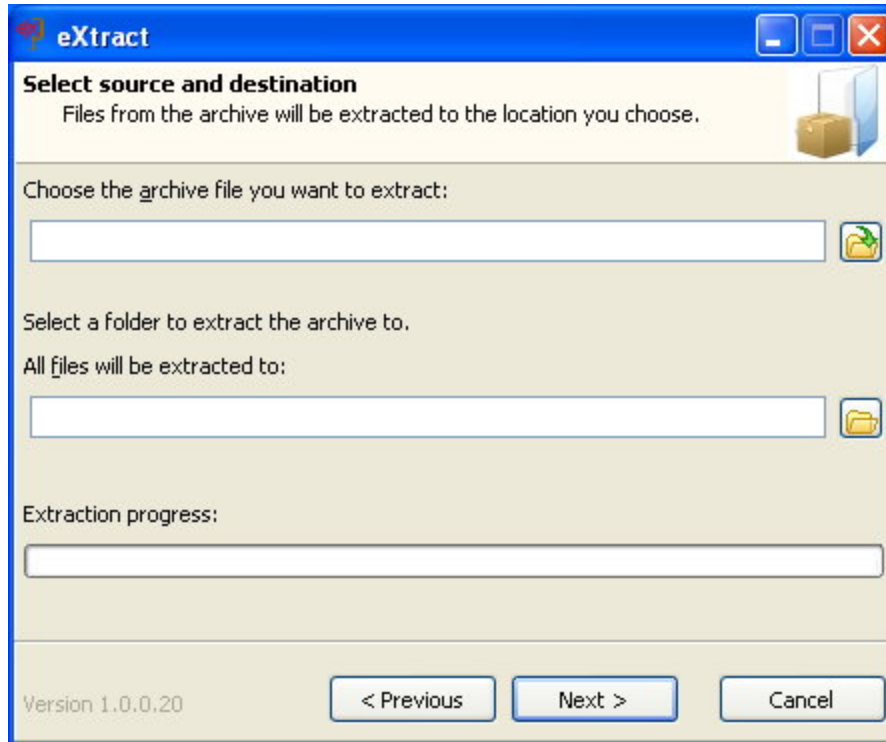 eXtract
Select source and destination
Files from the archive will be extracted to the location you choose.
Choose the archive file you want to extract:
Select a folder to extract the archive to.
All files will be extracted to:
Extraction progress:
Version 1.0.0.20
< Previous
Next >
Cancel